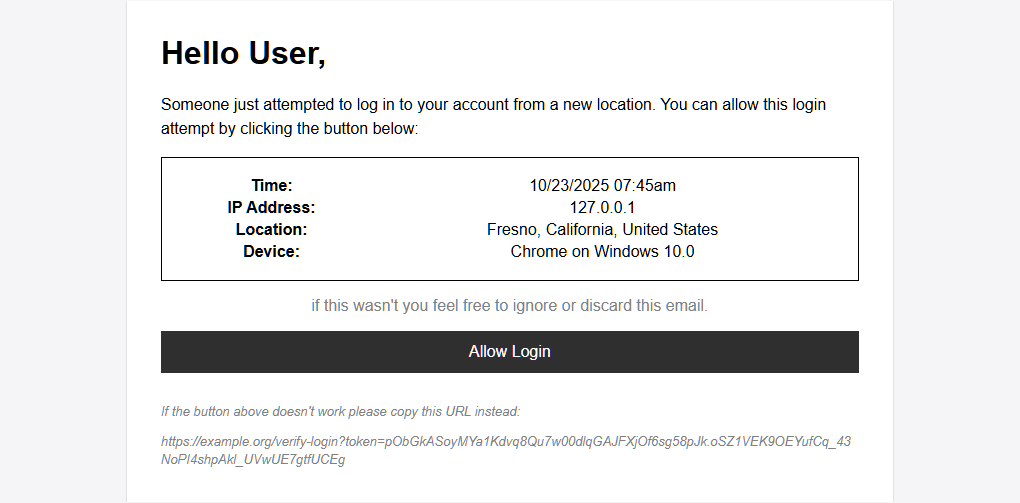 Hello User,
Someone just attempted to log in to your account from a new location. You can allow this login
attempt by clicking the button below:
Time: 10/23/2025 07:45am
IP Address: 127.0.0.1
Location: Fresno, California, United States
Device: Chrome on Windows 10.0
if this wasn't you feel free to ignore or discard this email.
Allow Login
If the button above doesn't work please copy this URL instead:
https://example.org/verify-login?token=pObGkASoyMYa1Kdvq8Qu7w00dlqGAJFXjOf6sg58pJk.oSZ1VEK9OEYufCq_43
NoPI4shpAkl_UVwUE7gtfUCEg